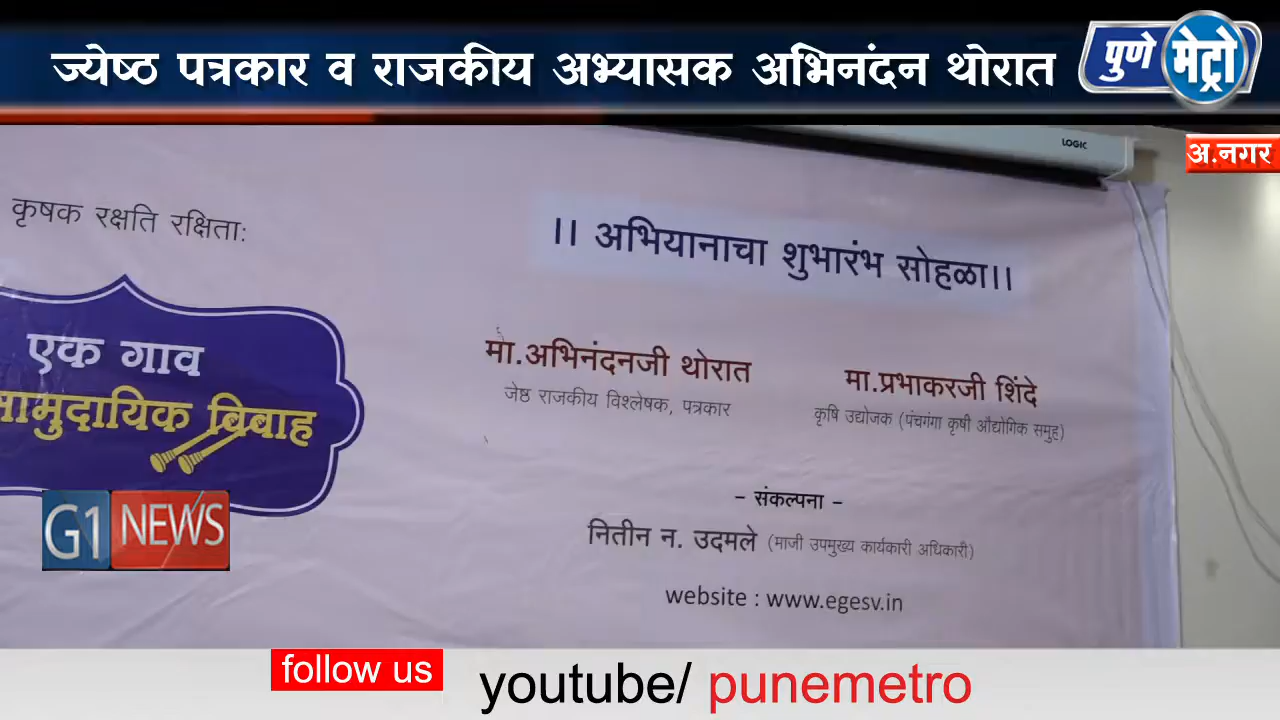 ज्येष्ठ पत्रकार व राजकीय अभ्यासक अभिनंदन थोरात
पुणे मेट्रो
LOGIC
अ.नगर
कृषक रक्षति रक्षिता:
।। अभियानाचा शुभारंभ सोहळा।।
एक गाव
सामुदायिक विवाह
मा.अभिनंदनजी थोरात
जेष्ठ राजकीय विश्लेषक, पत्रकार
मा.प्रभाकरजी शिंदे
कृषि उद्योजक (पंचगंगा कृषी औद्योगिक समुह)
– संकल्पना –
नितीन न. उदमले (माजी उपमुख्य कार्यकारी अधिकारी)
website : www.egesv.in
G1 NEWS
follow us
youtube/ punemetro